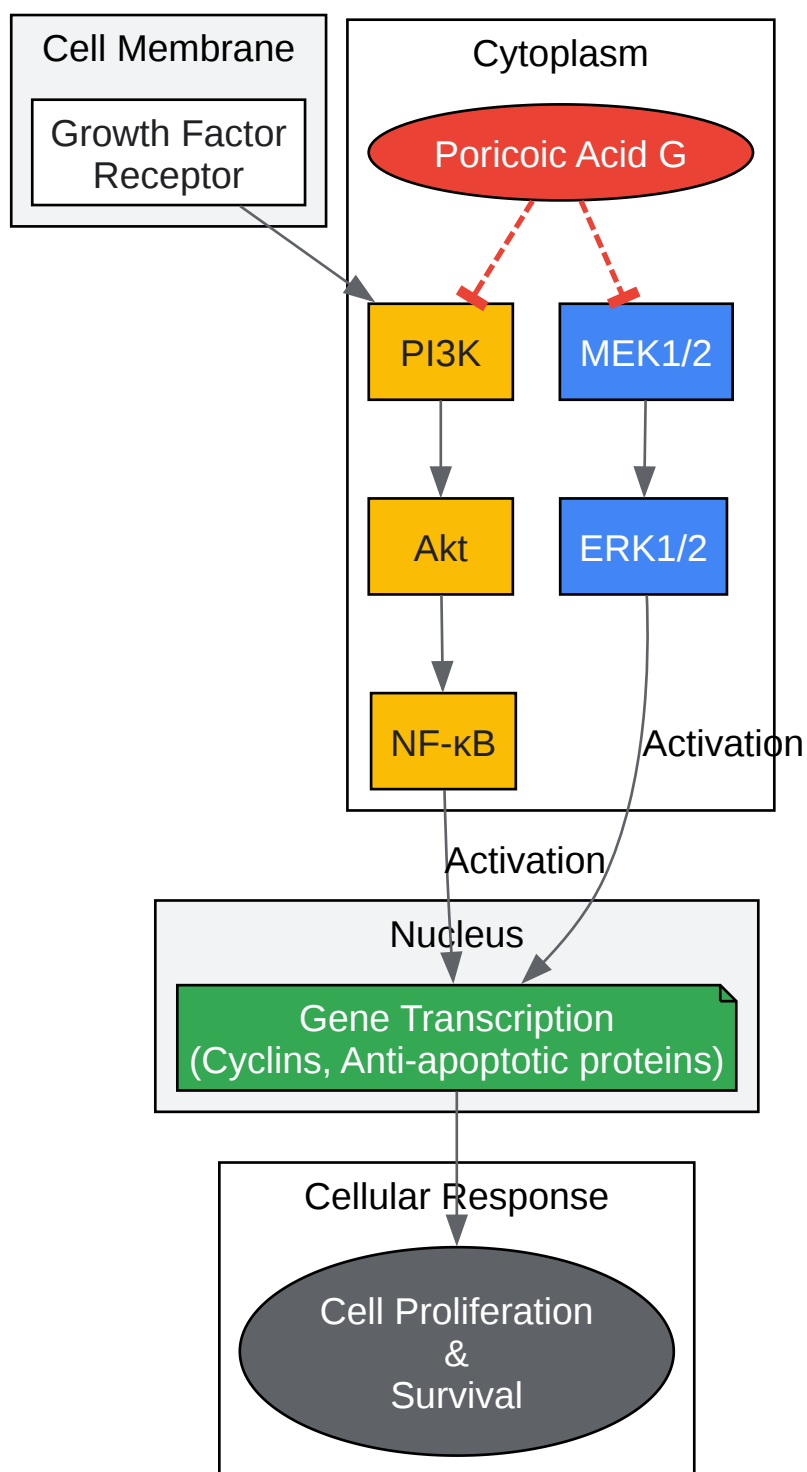 Cell Membrane
Growth Factor
Receptor
Cytoplasm
Poricoic Acid G
PI3K
MEK1/2
Akt
ERK1/2
NF-κB
Activation
Activation
Nucleus
Gene Transcription
(Cyclins, Anti-apoptotic proteins)
Cellular Response
Cell Proliferation
&
Survival